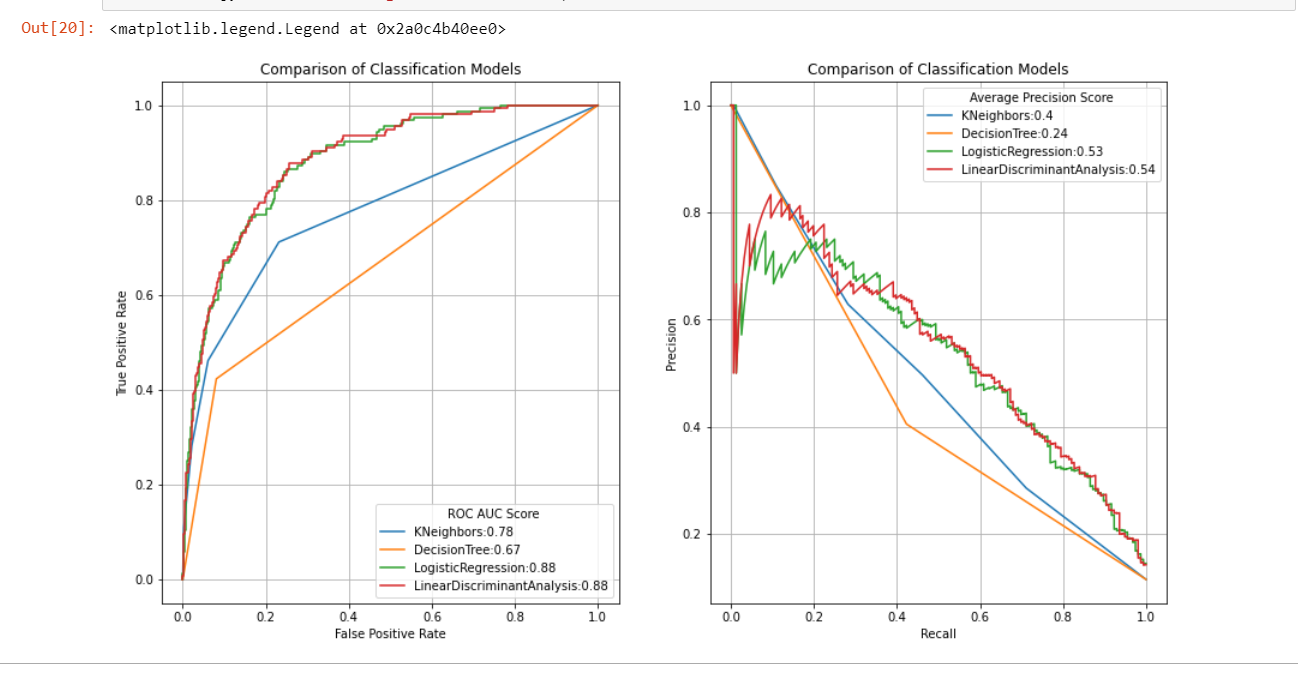 Out[20]: <matplotlib.legend.Legend at 0x2a0c4b40ee0>
Comparison of Classification Models
1.0
0.8
0.6
0.4
0.2
0.0
True Positive Rate
ROC AUC Score
KNeighbors:0.78
DecisionTree:0.67
LogisticRegression:0.88
LinearDiscriminantAnalysis:0.88
0.0 0.2 0.4 0.6 0.8 1.0
False Positive Rate
Comparison of Classification Models
Average Precision Score
KNeighbors:0.4
DecisionTree:0.24
LogisticRegression:0.53
LinearDiscriminantAnalysis:0.54
1.0
0.8
0.6
0.4
0.2
Precision
0.0 0.2 0.4 0.6 0.8 1.0
Recall